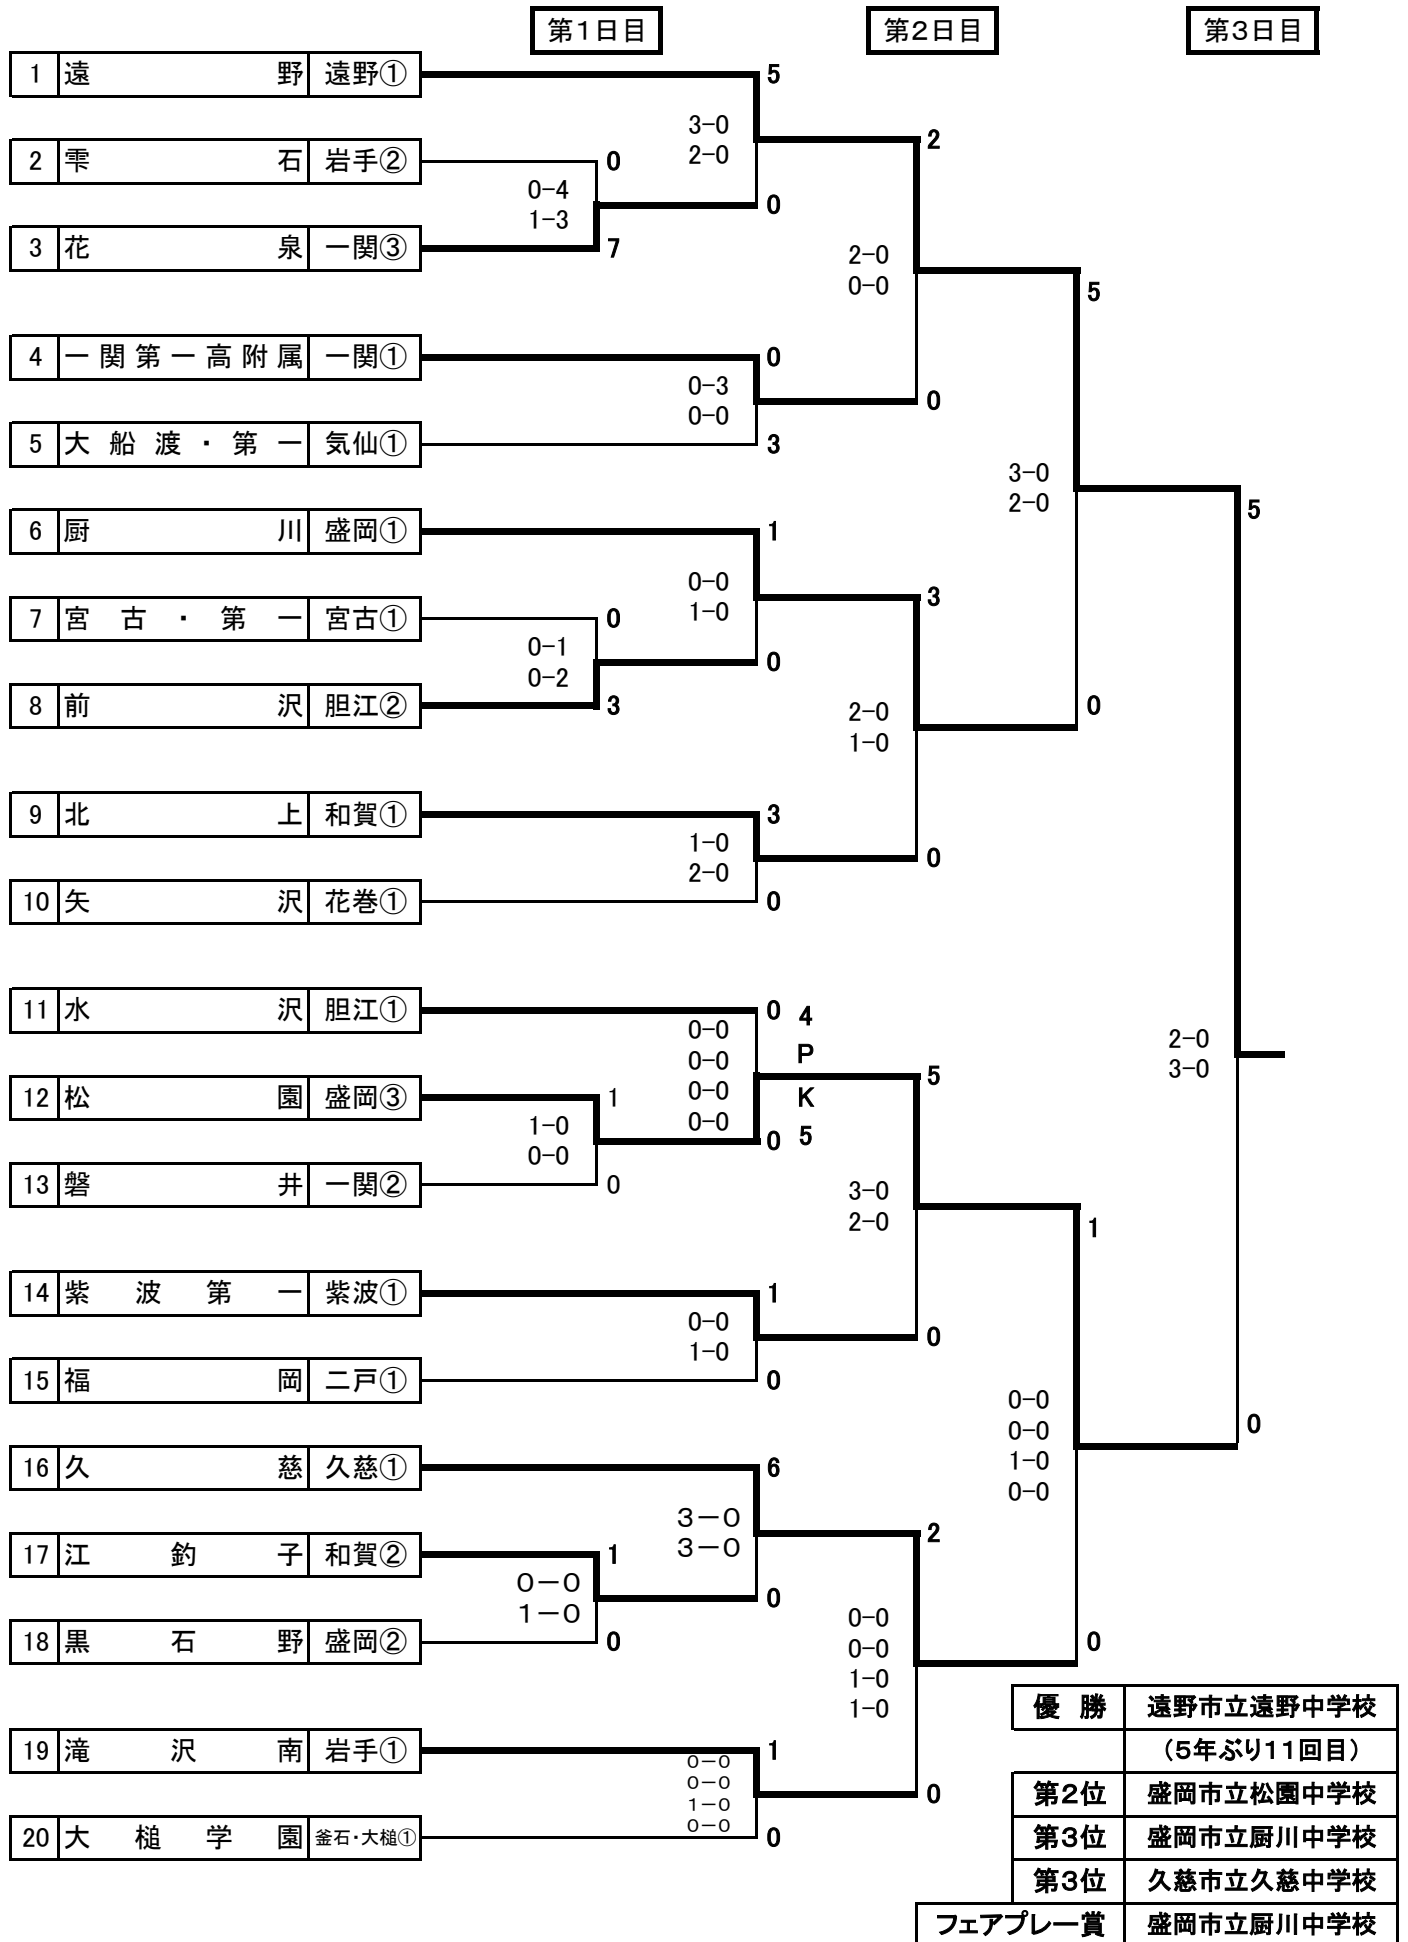 第１日目 第２日目 第３日目
1 遠野 遠野① 5
3-0
2-0
2
2 雫石 岩手② 0
0-4
1-3
0
3 花泉 一関③ 7
2-0
0-0
5
4 一関第一高附属 一関① 0
0-3
0-0
0
5 大船渡・第一 気仙① 3
3-0
2-0
5
6 厨川 盛岡① 1
0-0
1-0
3
7 宮古・第一 宮古① 0
0-1
0-2
0
8 前沢 胆江② 3
2-0
1-0
0
9 北上 和賀① 3
1-0
2-0
0
10 矢沢 花巻① 0
11 水沢 胆江① 0 4
0-0
0-0
0-0
0-0
P
K
5
5
2-0
3-0
12 松園 盛岡③ 1
1-0
0-0
0
13 磐井 一関② 0
3-0
2-0
1
14 紫波第一 紫波① 1
0-0
1-0
0
15 福岡 二戸① 0
0-0
0-0
1-0
0-0
0
16 久慈 久慈① 6
３－０
３－０
2
17 江釣子 和賀② 1
０－０
１－０
0
18 黒石野 盛岡② 0
0-0
0-0
1-0
1-0
0
19 滝沢南 岩手① 1
０－０
０－０
１－０
０－０
0
20 大槌学園 釜石・大槌① 0
優勝 遠野市立遠野中学校
（５年ぶり１１回目）
第２位 盛岡市立松園中学校
第３位 盛岡市立厨川中学校
第３位 久慈市立久慈中学校
フェアプレー賞 盛岡市立厨川中学校